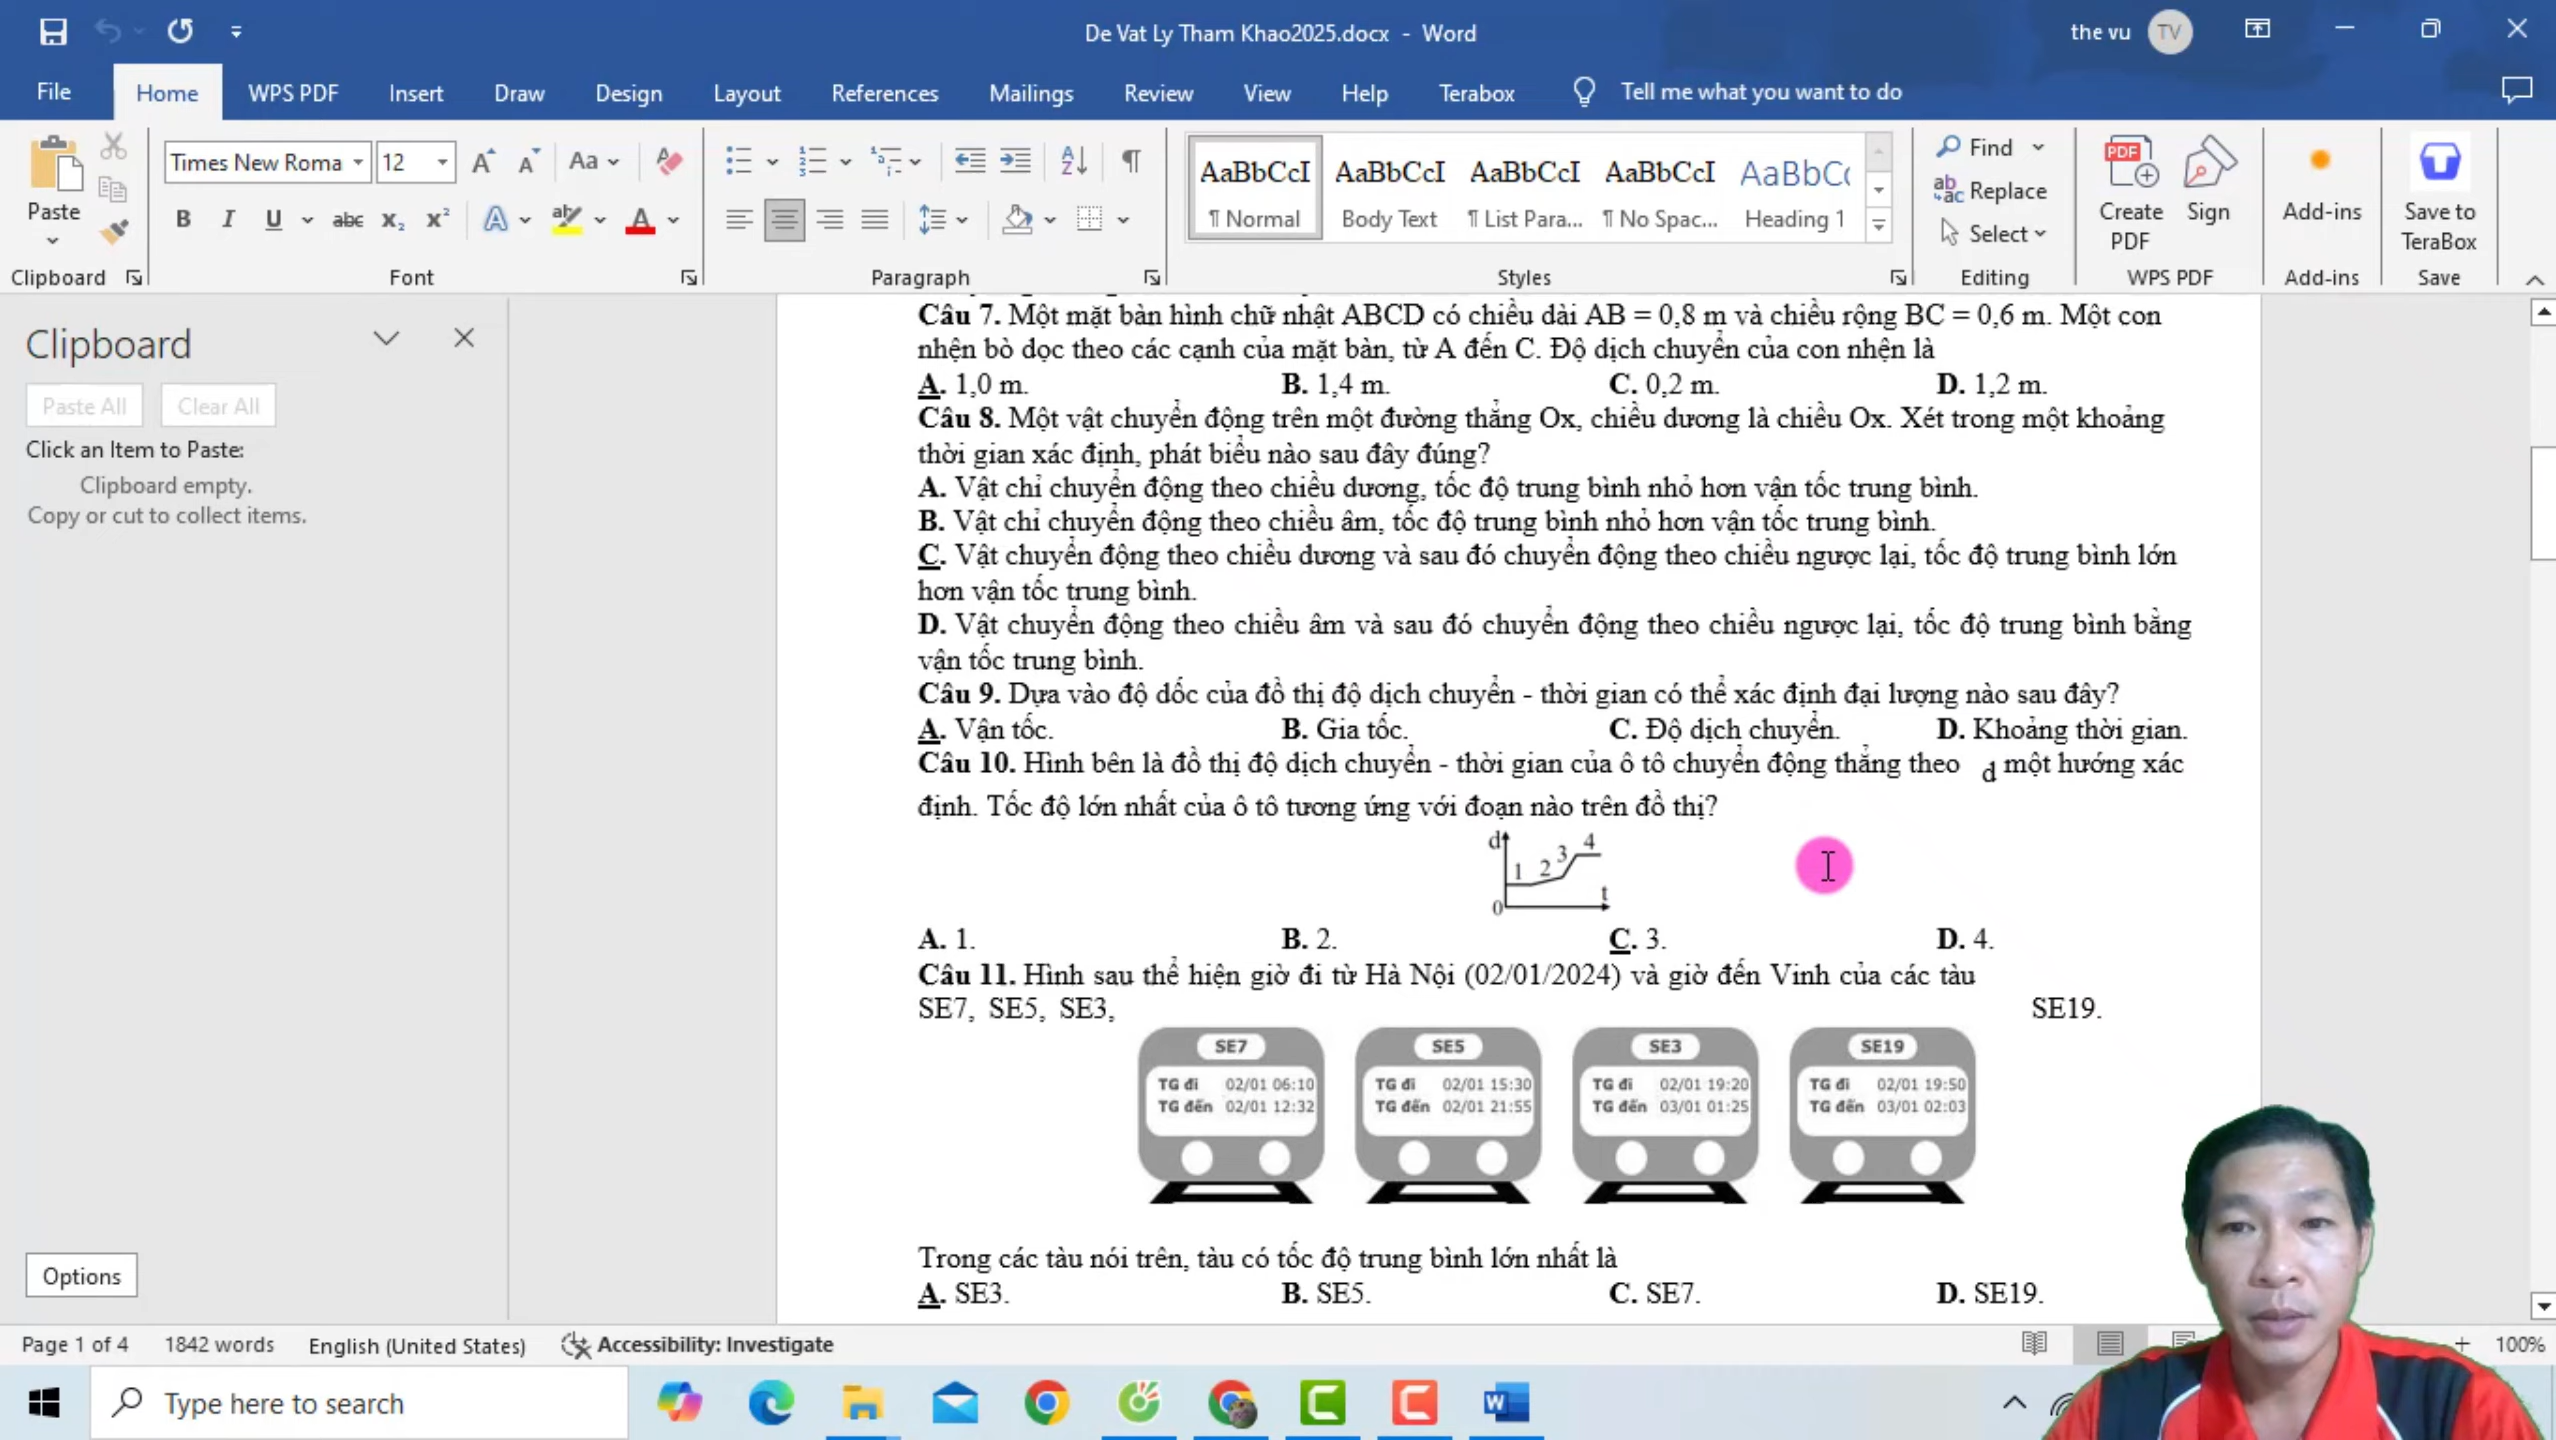 De Vat Ly Tham Khao2025.docx - Word
the vu TV
File Home WPS PDF Insert Draw Design Layout References Mailings Review View Help Terabox Tell me what you want to do
Paste
Clipboard
Times New Roma 12 Aa
B I U abc x₂ x²
Font
Paragraph
AaBbCcI AaBbCcI AaBbCcI AaBbCcI AaBbCc
¶ Normal Body Text ¶ List Para... ¶ No Spac... Heading 1
Styles
Find
Replace
Select
Editing
Create PDF Sign
WPS PDF
Add-ins
Add-ins
Save to TeraBox
Save
Clipboard
Paste All Clear All
Click an Item to Paste:
Clipboard empty.
Copy or cut to collect items.
Options
Câu 7. Một mặt bàn hình chữ nhật ABCD có chiều dài AB = 0,8 m và chiều rộng BC = 0,6 m. Một con
nhện bò dọc theo các cạnh của mặt bàn, từ A đến C. Độ dịch chuyển của con nhện là
A. 1,0 m. B. 1,4 m. C. 0,2 m. D. 1,2 m.
Câu 8. Một vật chuyển động trên một đường thẳng Ox, chiều dương là chiều Ox. Xét trong một khoảng
thời gian xác định, phát biểu nào sau đây đúng?
A. Vật chỉ chuyển động theo chiều dương, tốc độ trung bình nhỏ hơn vận tốc trung bình.
B. Vật chỉ chuyển động theo chiều âm, tốc độ trung bình nhỏ hơn vận tốc trung bình.
C. Vật chuyển động theo chiều dương và sau đó chuyển động theo chiều ngược lại, tốc độ trung bình lớn
hơn vận tốc trung bình.
D. Vật chuyển động theo chiều âm và sau đó chuyển động theo chiều ngược lại, tốc độ trung bình bằng
vận tốc trung bình.
Câu 9. Dựa vào độ dốc của đồ thị độ dịch chuyển - thời gian có thể xác định đại lượng nào sau đây?
A. Vận tốc. B. Gia tốc. C. Độ dịch chuyển. D. Khoảng thời gian.
Câu 10. Hình bên là đồ thị độ dịch chuyển - thời gian của ô tô chuyển động thẳng theo d một hướng xác
định. Tốc độ lớn nhất của ô tô tương ứng với đoạn nào trên đồ thị?
d 1 2 3 4 t 0
A. 1. B. 2. C. 3. D. 4.
Câu 11. Hình sau thể hiện giờ đi từ Hà Nội (02/01/2024) và giờ đến Vinh của các tàu
SE7, SE5, SE3, SE19.
SE7 SE5 SE3 SE19
TG đi 02/01 06:10 TG đi 02/01 15:30 TG đi 02/01 19:20 TG đi 02/01 19:50
TG đến 02/01 12:32 TG đến 02/01 21:55 TG đến 03/01 01:25 TG đến 03/01 02:03
Trong các tàu nói trên, tàu có tốc độ trung bình lớn nhất là
A. SE3. B. SE5. C. SE7. D. SE19.
Page 1 of 4 1842 words English (United States) Accessibility: Investigate 100%
Type here to search